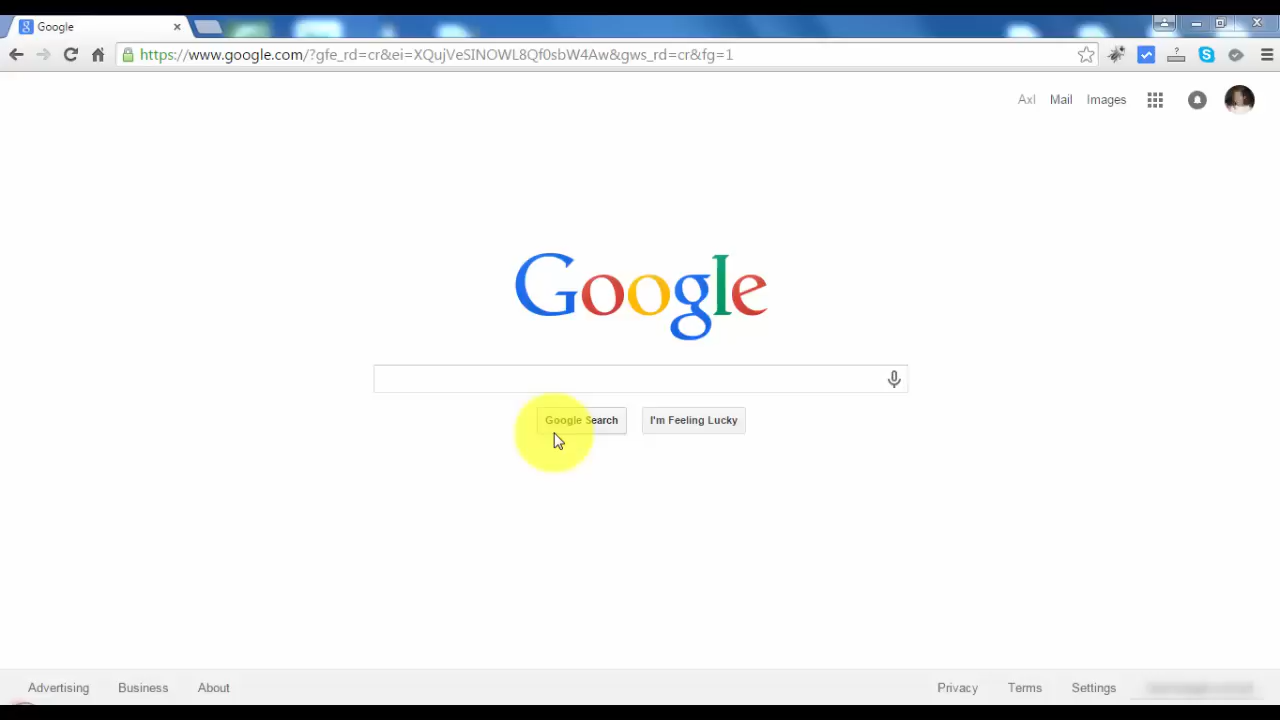 Google
https://www.google.com/?gfe_rd=cr&ei=XQujVeSINOWL8Qf0sbW4Aw&gws_rd=cr&fg=1
Axl Mail Images
Google
Google Search I'm Feeling Lucky
Advertising Business About Privacy Terms Settings